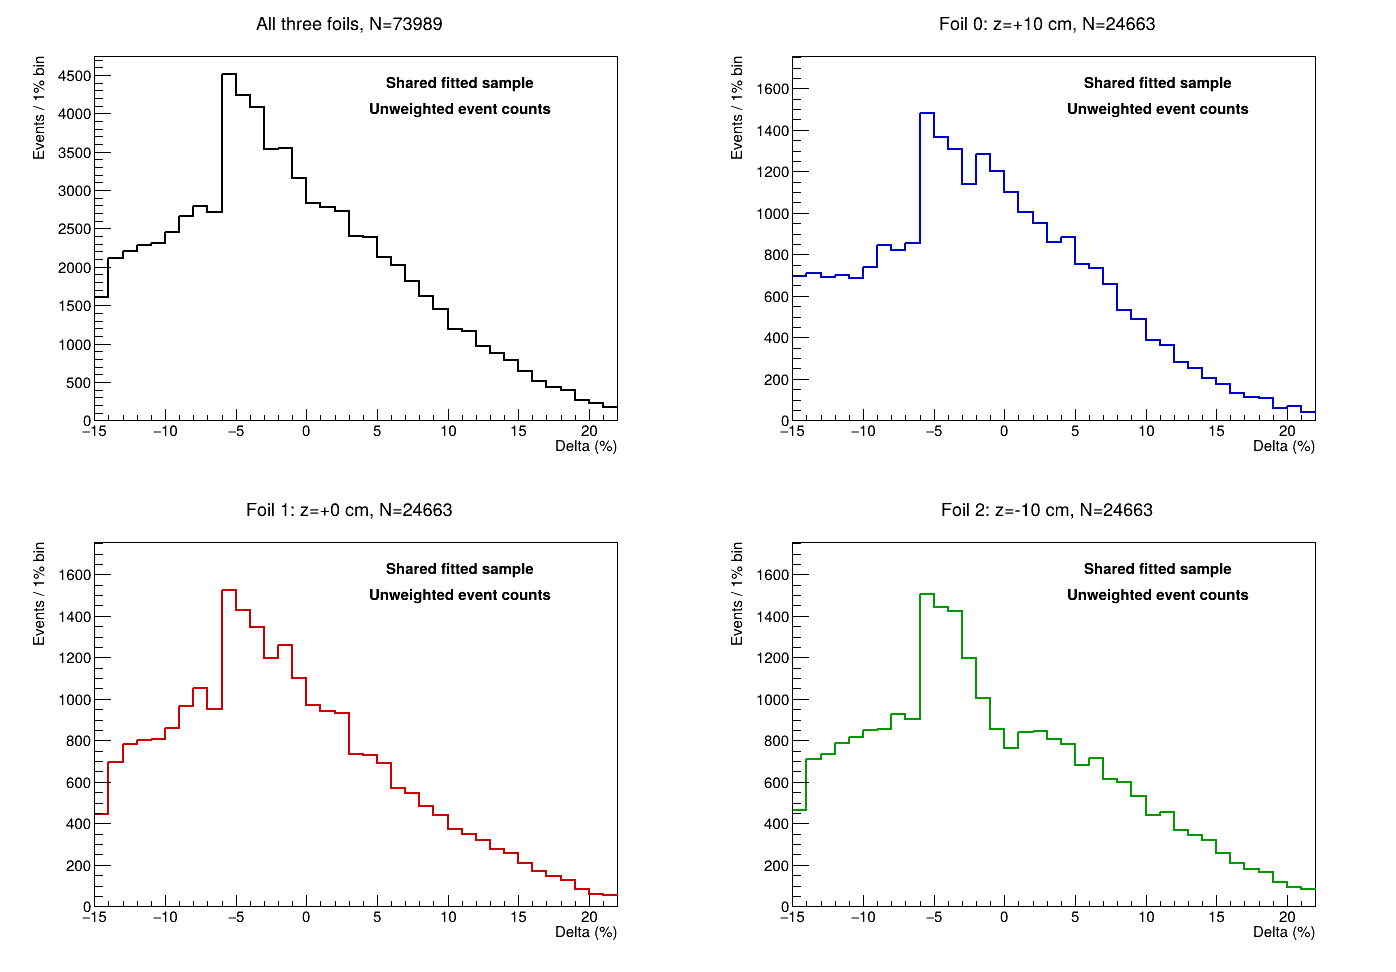 All three foils, N=73989
Events / 1% bin
Shared fitted sample
Unweighted event counts
4500
4000
3500
3000
2500
2000
1500
1000
500
0
−15 −10 −5 0 5 10 15 20
Delta (%)
Foil 0: z=+10 cm, N=24663
Events / 1% bin
Shared fitted sample
Unweighted event counts
1600
1400
1200
1000
800
600
400
200
0
−15 −10 −5 0 5 10 15 20
Delta (%)
Foil 1: z=+0 cm, N=24663
Events / 1% bin
Shared fitted sample
Unweighted event counts
1600
1400
1200
1000
800
600
400
200
0
−15 −10 −5 0 5 10 15 20
Delta (%)
Foil 2: z=-10 cm, N=24663
Events / 1% bin
Shared fitted sample
Unweighted event counts
1600
1400
1200
1000
800
600
400
200
0
−15 −10 −5 0 5 10 15 20
Delta (%)